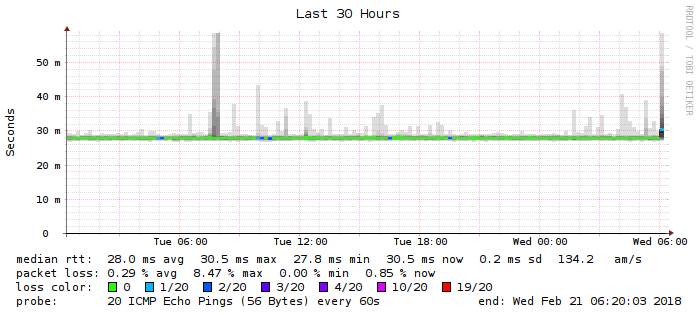 Last 30 Hours
RRDTOOL / TOBI OETIKER
Seconds
50 m
40 m
30 m
20 m
10 m
0
Tue 06:00 Tue 12:00 Tue 18:00 Wed 00:00 Wed 06:00
median rtt: 28.0 ms avg 30.5 ms max 27.8 ms min 30.5 ms now 0.2 ms sd 134.2 am/s
packet loss: 0.29 % avg 8.47 % max 0.00 % min 0.85 % now
loss color: 0 1/20 2/20 3/20 4/20 10/20 19/20
probe: 20 ICMP Echo Pings (56 Bytes) every 60s end: Wed Feb 21 06:20:03 2018